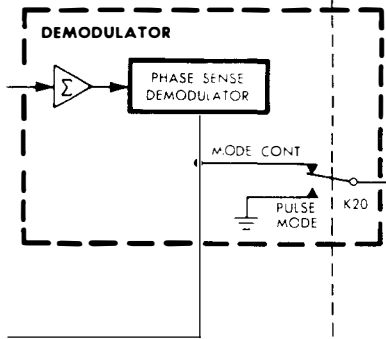 DEMODULATOR
Σ
PHASE SENSE
DEMODULATOR
MODE CONT
PULSE
MODE
K20